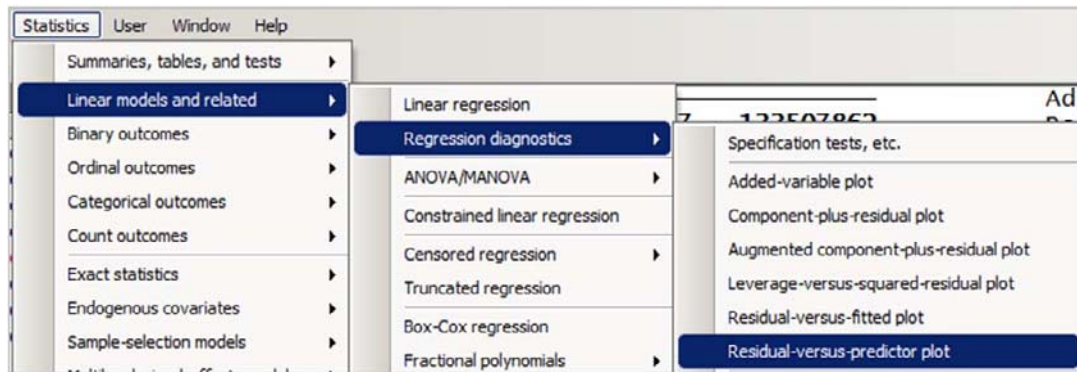 Statistics User Window Help
Summaries, tables, and tests
Linear models and related
Binary outcomes
Ordinal outcomes
Categorical outcomes
Count outcomes
Exact statistics
Endogenous covariates
Sample-selection models
Linear regression
Regression diagnostics
ANOVA/MANOVA
Constrained linear regression
Censored regression
Truncated regression
Box-Cox regression
Fractional polynomials
Ad
Specification tests, etc.
Added-variable plot
Component-plus-residual plot
Augmented component-plus-residual plot
Leverage-versus-squared-residual plot
Residual-versus-fitted plot
Residual-versus-predictor plot